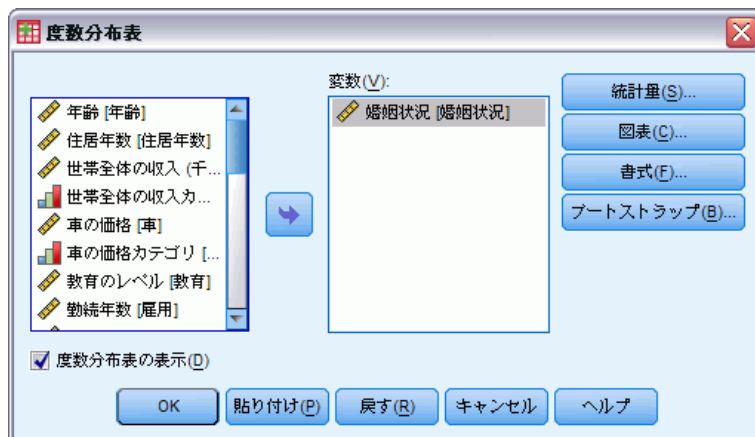 度数分布表
年齢 [年齢]
住居年数 [住居年数]
世帯全体の収入 (千...
世帯全体の収入カ...
車の価格 [車]
車の価格カテゴリ [...
教育のレベル [教育]
勤続年数 [雇用]
変数(V):
婚姻状況 [婚姻状況]
統計量(S)...
図表(C)...
書式(F)...
ブートストラップ(B)...
度数分布表の表示(D)
OK
貼り付け(P)
戻す(R)
キャンセル
ヘルプ